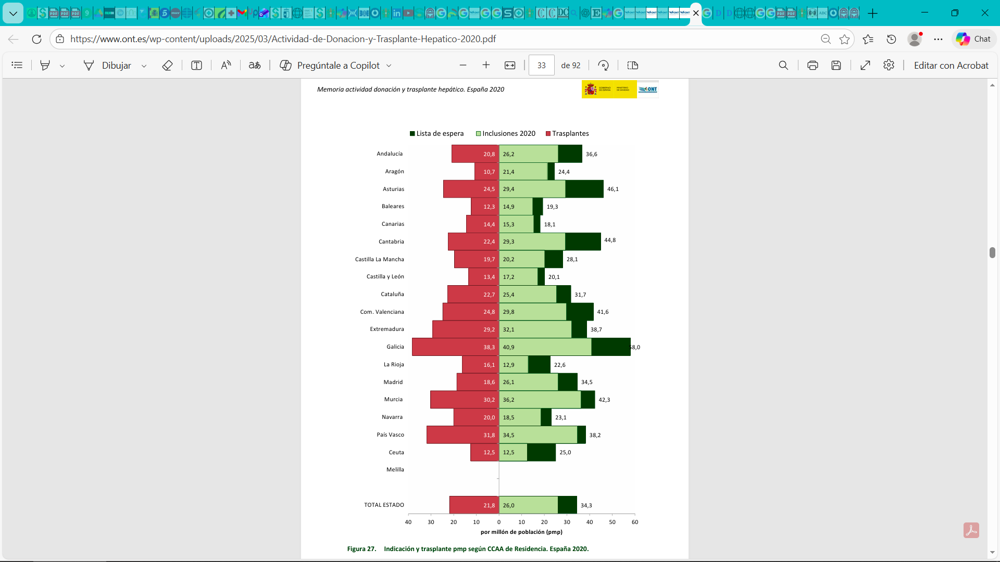 https://www.ont.es/wp-content/uploads/2025/03/Actividad-de-Donacion-y-Trasplante-Hepatico-2020.pdf
Chat
Dibujar
Pregúntale a Copilot
33 de 92
Editar con Acrobat
Memoria actividad donación y trasplante hepático. España 2020
GOBIERNO DE ESPAÑA MINISTERIO DE SANIDAD ONT
Lista de espera Inclusiones 2020 Trasplantes
Andalucía 20,8 26,2 36,6
Aragón 10,7 21,4 24,4
Asturias 24,5 29,4 46,1
Baleares 12,3 14,9 19,3
Canarias 14,4 15,3 18,1
Cantabria 22,4 29,3 44,8
Castilla La Mancha 19,7 20,2 28,1
Castilla y León 13,4 17,2 20,1
Cataluña 22,7 25,4 31,7
Com. Valenciana 24,8 29,8 41,6
Extremadura 29,2 32,1 38,7
Galicia 38,3 40,9 58,0
La Rioja 16,1 12,9 22,6
Madrid 18,6 26,1 34,5
Murcia 30,2 36,2 42,3
Navarra 20,0 18,5 23,1
País Vasco 31,8 34,5 38,2
Ceuta 12,5 12,5 25,0
Melilla
TOTAL ESTADO 21,8 26,0 34,3
40 30 20 10 0 10 20 30 40 50 60
por millón de población (pmp)
Figura 27. Indicación y trasplante pmp según CCAA de Residencia. España 2020.